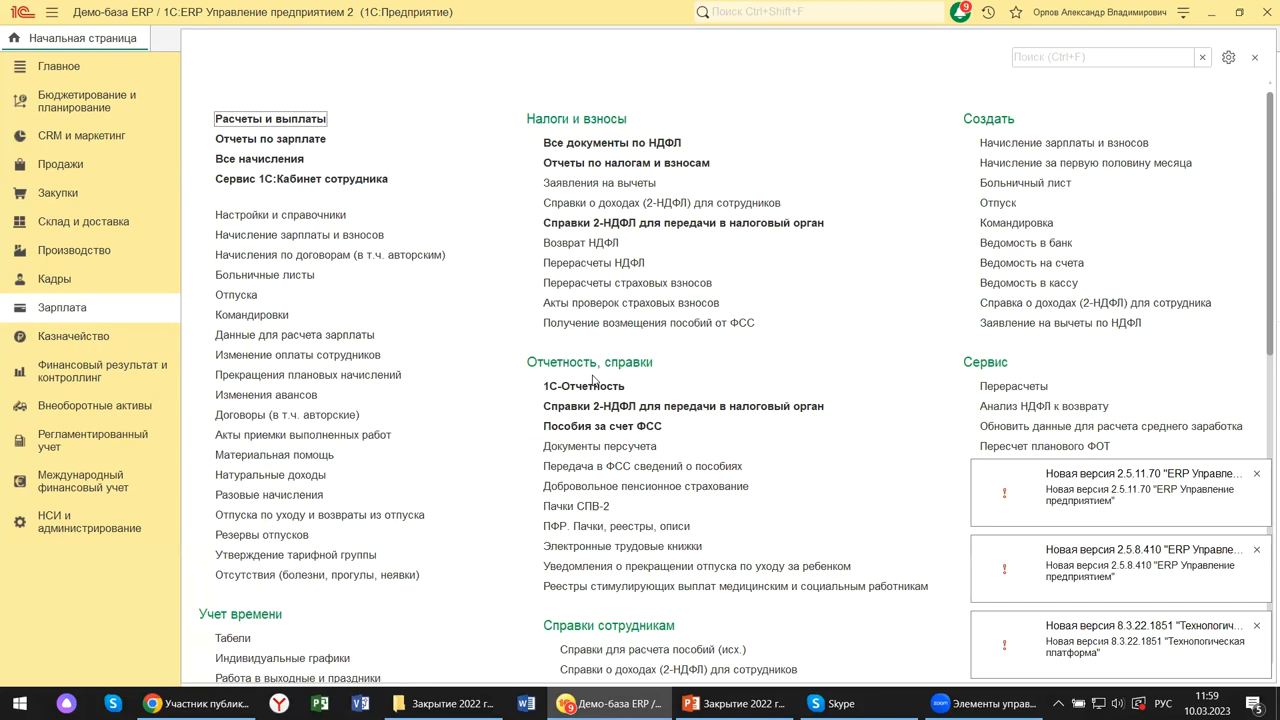 Демо-база ERP / 1С:ERP Управление предприятием 2 (1С:Предприятие)
Поиск Ctrl+Shift+F
9
Орлов Александр Владимирович
Начальная страница
Главное
Бюджетирование и
планирование
CRM и маркетинг
Продажи
Закупки
Склад и доставка
Производство
Кадры
Зарплата
Казначейство
Финансовый результат и
контроллинг
Внеоборотные активы
Регламентированный
учет
Международный
финансовый учет
НСИ и
администрирование
Поиск (Ctrl+F)
Расчеты и выплаты
Отчеты по зарплате
Все начисления
Сервис 1С:Кабинет сотрудника
Настройки и справочники
Начисление зарплаты и взносов
Начисления по договорам (в т.ч. авторским)
Больничные листы
Отпуска
Командировки
Данные для расчета зарплаты
Изменение оплаты сотрудников
Прекращения плановых начислений
Изменения авансов
Договоры (в т.ч. авторские)
Акты приемки выполненных работ
Материальная помощь
Натуральные доходы
Разовые начисления
Отпуска по уходу и возвраты из отпуска
Резервы отпусков
Утверждение тарифной группы
Отсутствия (болезни, прогулы, неявки)
Учет времени
Табели
Индивидуальные графики
Работа в выходные и праздники
Налоги и взносы
Все документы по НДФЛ
Отчеты по налогам и взносам
Заявления на вычеты
Справки о доходах (2-НДФЛ) для сотрудников
Справки 2-НДФЛ для передачи в налоговый орган
Возврат НДФЛ
Перерасчеты НДФЛ
Перерасчеты страховых взносов
Акты проверок страховых взносов
Получение возмещения пособий от ФСС
Отчетность, справки
1С-Отчетность
Справки 2-НДФЛ для передачи в налоговый орган
Пособия за счет ФСС
Документы персучета
Передача в ФСС сведений о пособиях
Добровольное пенсионное страхование
Пачки СПВ-2
ПФР. Пачки, реестры, описи
Электронные трудовые книжки
Уведомления о прекращении отпуска по уходу за ребенком
Реестры стимулирующих выплат медицинским и социальным работникам
Справки сотрудникам
Справки для расчета пособий (исх.)
Справки о доходах (2-НДФЛ) для сотрудников
Создать
Начисление зарплаты и взносов
Начисление за первую половину месяца
Больничный лист
Отпуск
Командировка
Ведомость в банк
Ведомость на счета
Ведомость в кассу
Справка о доходах (2-НДФЛ) для сотрудника
Заявление на вычеты по НДФЛ
Сервис
Перерасчеты
Анализ НДФЛ к возврату
Обновить данные для расчета среднего заработка
Пересчет планового ФОТ
Новая версия 2.5.11.70 "ERP Управле...
Новая версия 2.5.11.70 "ERP Управление
предприятием"
Новая версия 2.5.8.410 "ERP Управле...
Новая версия 2.5.8.410 "ERP Управление
предприятием"
Новая версия 8.3.22.1851 "Технологич...
Новая версия 8.3.22.1851 "Технологическая
платформа"
Участник публик...
Закрытие 2022 г...
9
Демо-база ERP /...
Закрытие 2022 г...
Skype
zoom
Элементы управ...
РУС
11:59
10.03.2023
5